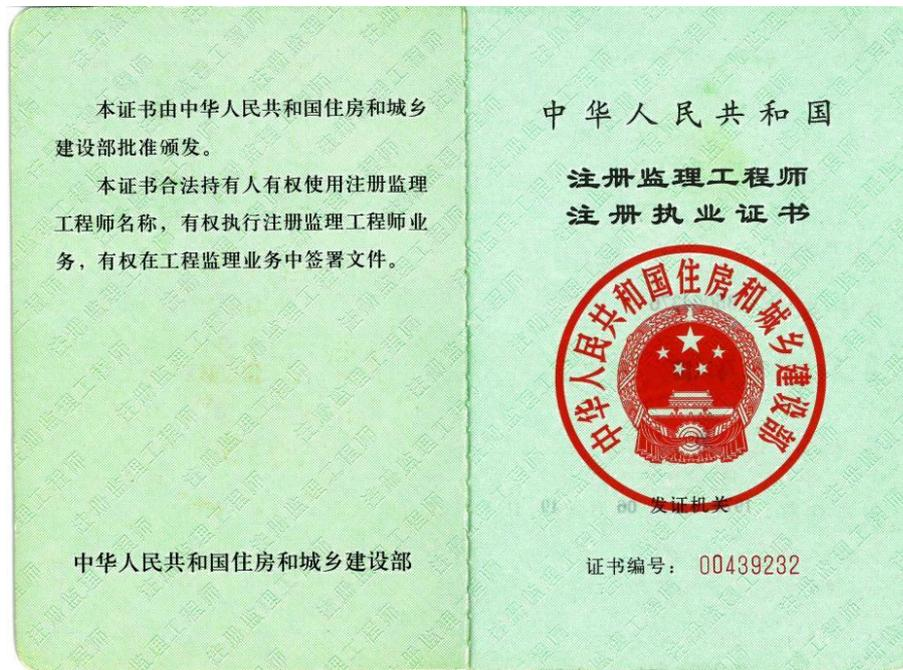 本证书由中华人民共和国住房和城乡
建设部批准颁发。
本证书合法持有人有权使用注册监理
工程师名称，有权执行注册监理工程师业
务，有权在工程监理业务中签署文件。
中华人民共和国住房和城乡建设部
中华人民共和国
注册监理工程师
注册执业证书
中华人民共和国住房和城乡建设部
发证机关
证书编号： 00439232